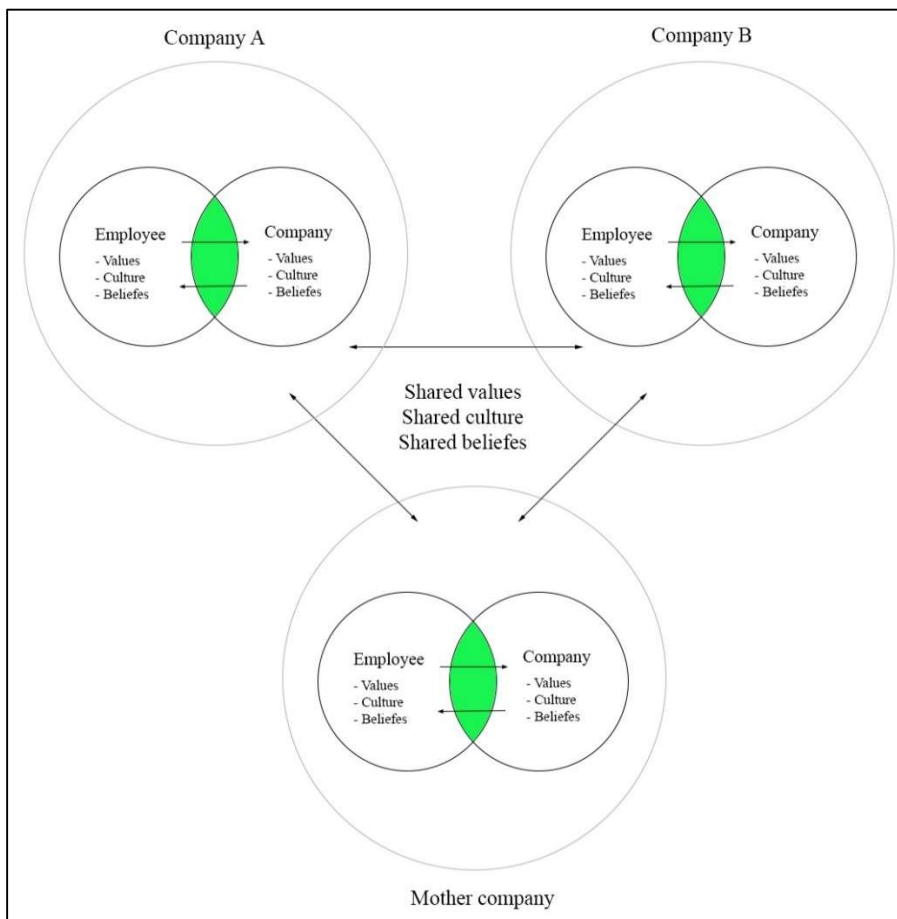 Company A
Company B
Employee
- Values
- Culture
- Beliefes
Company
- Values
- Culture
- Beliefes
Employee
- Values
- Culture
- Beliefes
Company
- Values
- Culture
- Beliefes
Shared values
Shared culture
Shared beliefes
Employee
- Values
- Culture
- Beliefes
Company
- Values
- Culture
- Beliefes
Mother company